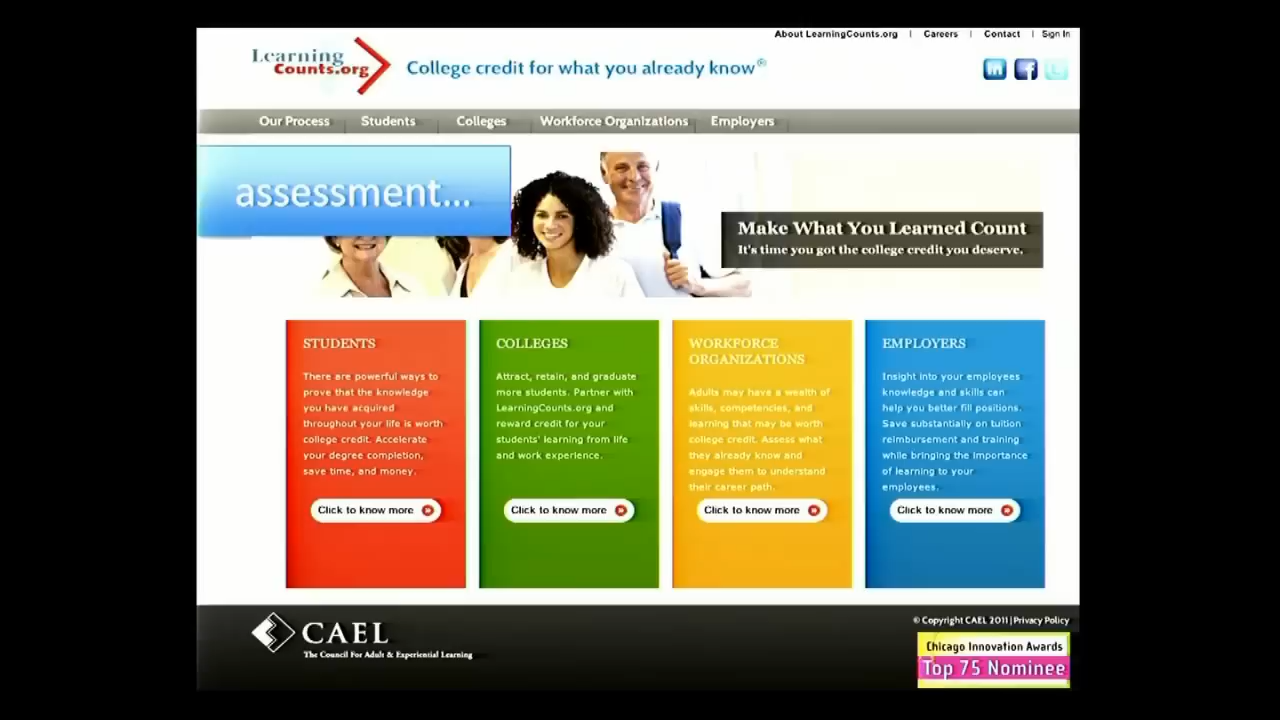 About LearningCounts.org | Careers | Contact | Sign In
Learning
Counts.org
College credit for what you already know®
Our Process Students Colleges Workforce Organizations Employers
assessment...
Make What You Learned Count
It's time you got the college credit you deserve.
STUDENTS
There are powerful ways to
prove that the knowledge
you have acquired
throughout your life is worth
college credit. Accelerate
your degree completion,
save time, and money.
Click to know more
COLLEGES
Attract, retain, and graduate
more students. Partner with
LearningCounts.org and
reward credit for your
students' learning from life
and work experience.
Click to know more
WORKFORCE
ORGANIZATIONS
Adults may have a wealth of
skills, competencies, and
learning that may be worth
college credit. Assess what
they already know and
engage them to understand
their career path.
Click to know more
EMPLOYERS
Insight into your employees
knowledge and skills can
help you better fill positions.
Save substantially on tuition
reimbursement and training
while bringing the importance
of learning to your
employees.
Click to know more
CAEL
The Council For Adult & Experiential Learning
© Copyright CAEL 2011 | Privacy Policy
Chicago Innovation Awards
Top 75 Nominee